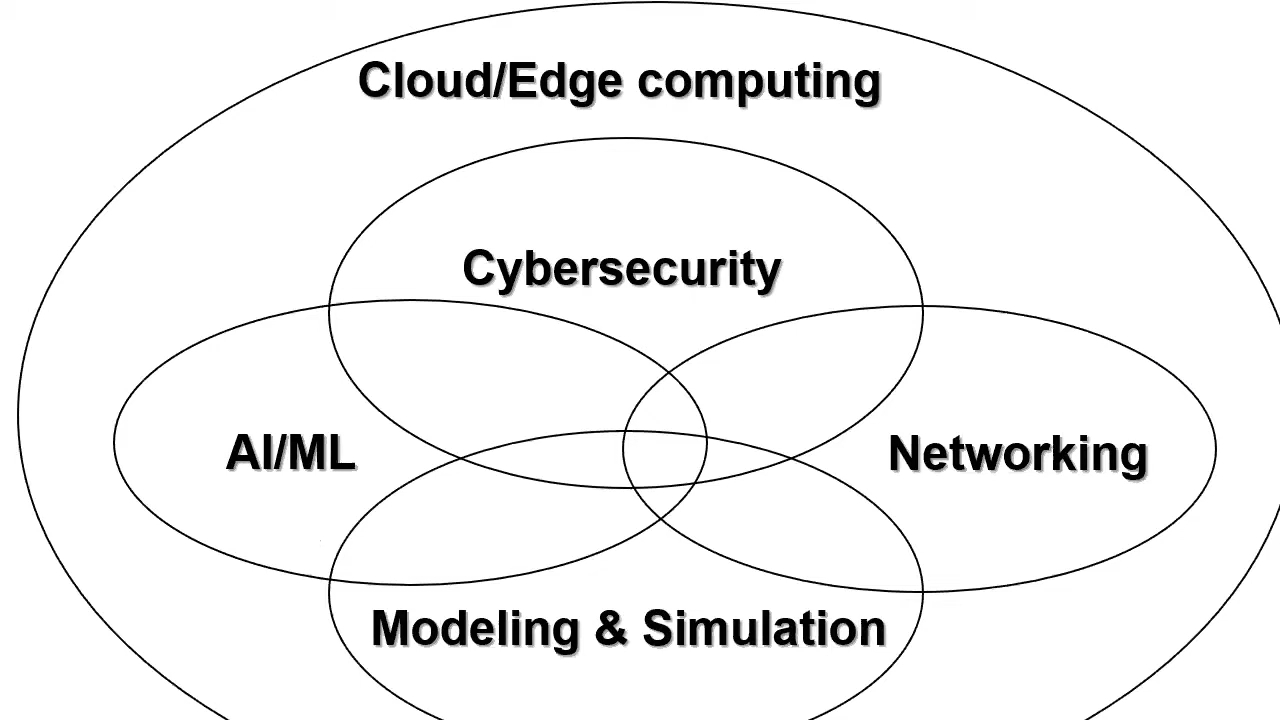 Cloud/Edge computing
Cybersecurity
AI/ML
Networking
Modeling & Simulation